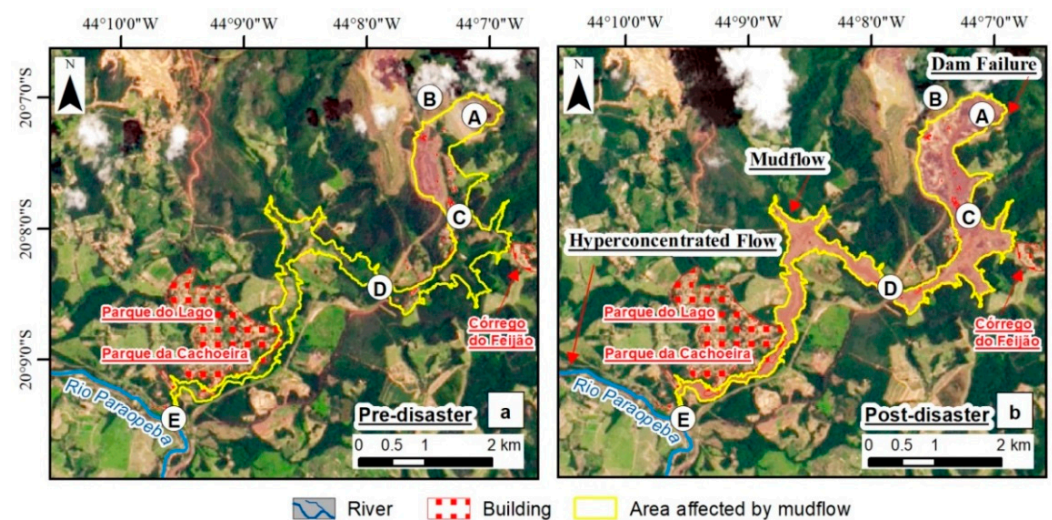 44°10'0"W 44°9'0"W 44°8'0"W 44°7'0"W
44°10'0"W 44°9'0"W 44°8'0"W 44°7'0"W
20°7'0"S
20°8'0"S
20°9'0"S
N
B
A
C
D
E
Parque do Lago
Parque da Cachoeira
Córrego
do Feijão
Rio Paraopeba
Pre-disaster
a
0 0.5 1 2 km
N
Dam Failure
B
A
Mudflow
C
Hyperconcentrated Flow
D
Parque do Lago
Parque da Cachoeira
Córrego
do Feijão
Rio Paraopeba
E
Post-disaster
b
0 0.5 1 2 km
River Building Area affected by mudflow